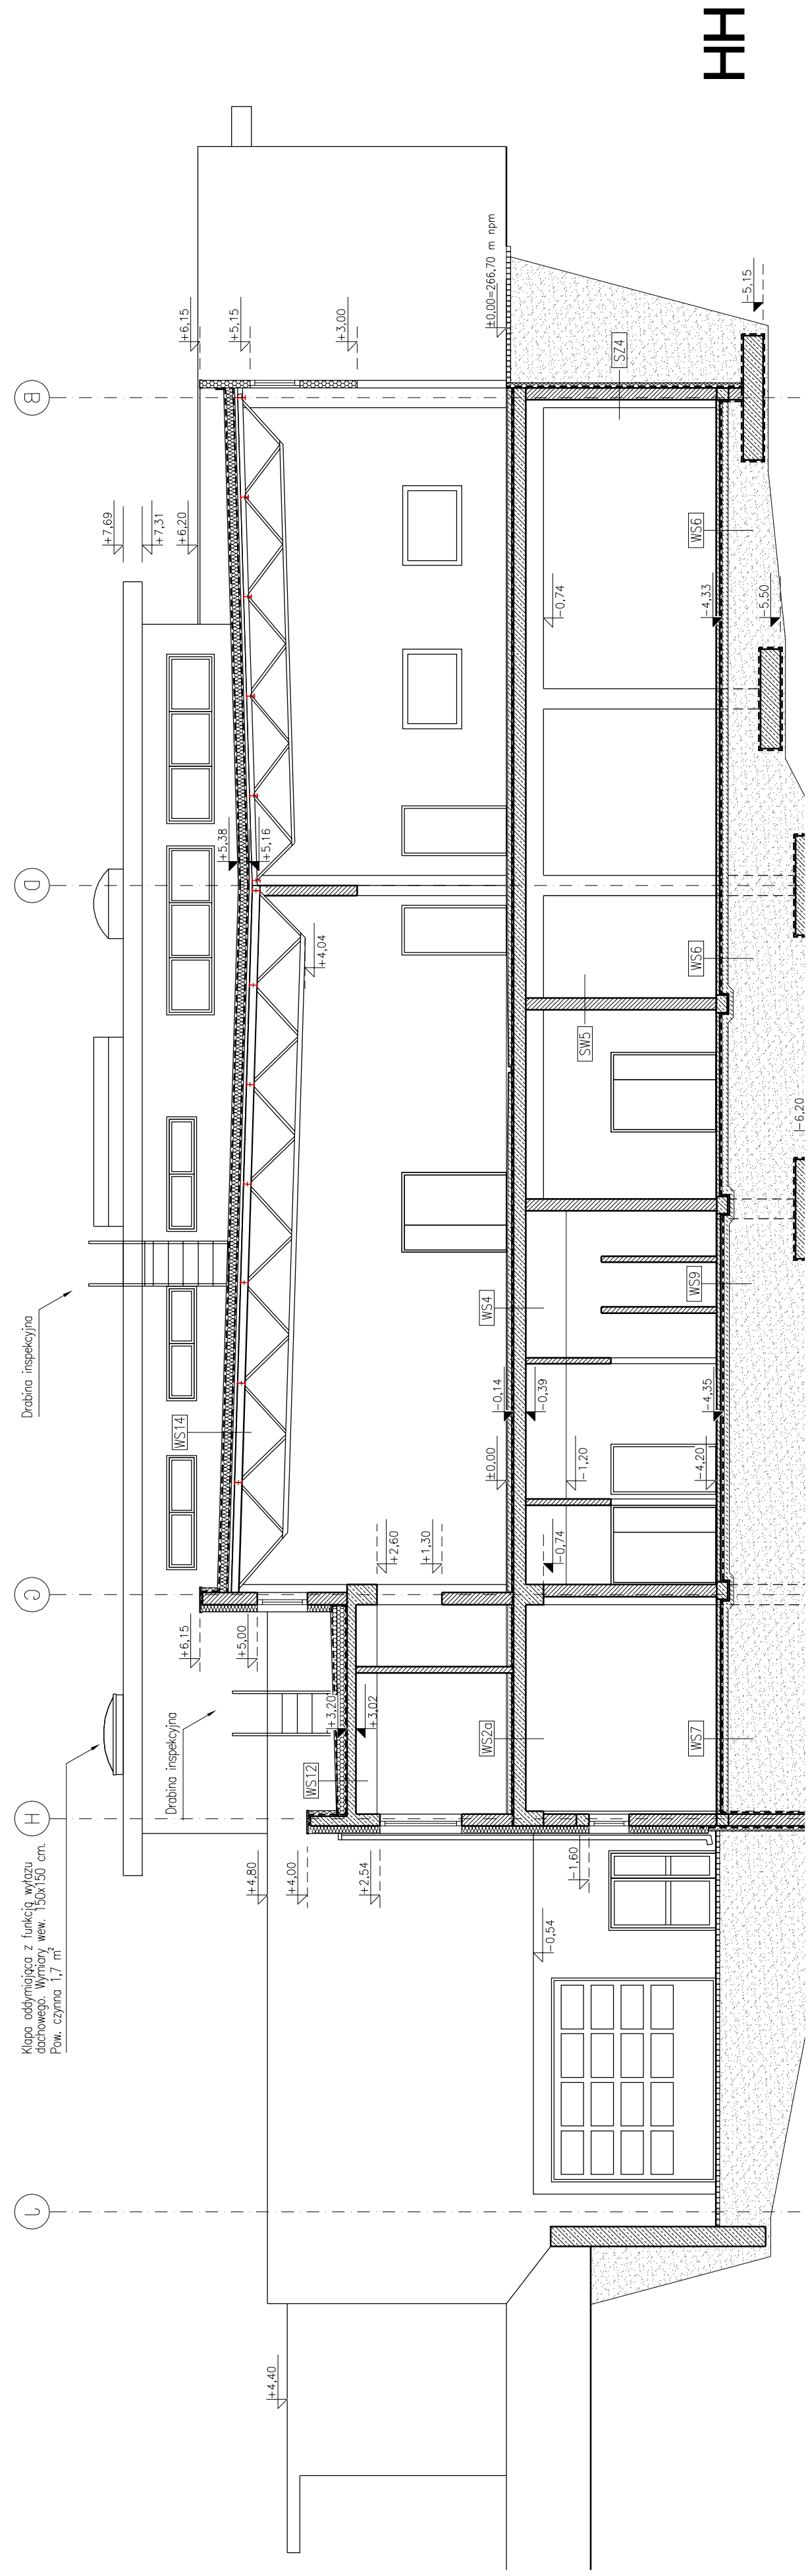 HH
±0,00=266,70 m npm
+6,15
+5,15
+3,00
-5,15
SZ4
B
+7,69
+7,31
+6,20
WS6
-0,74
-4,33
-5,50
+5,38
+5,16
D
+4,04
WS6
SW5
-6,20
WS4
WS9
Drabina inspekcyjna
WS14
-0,14
-0,39
-4,35
±0,00
-1,20
-4,20
+2,60
+1,30
-0,74
C
+6,15
+5,00
+3,20
+3,02
Drabina inspekcyjna
WS12
WS2a
WS7
H
Klapa oddymiająca z funkcją wyłazu
dachowego. Wymiary wew. 150x150 cm.
Pow. czynna 1,7 m²
+4,80
+4,00
+2,54
-1,60
-0,54
J
+4,40